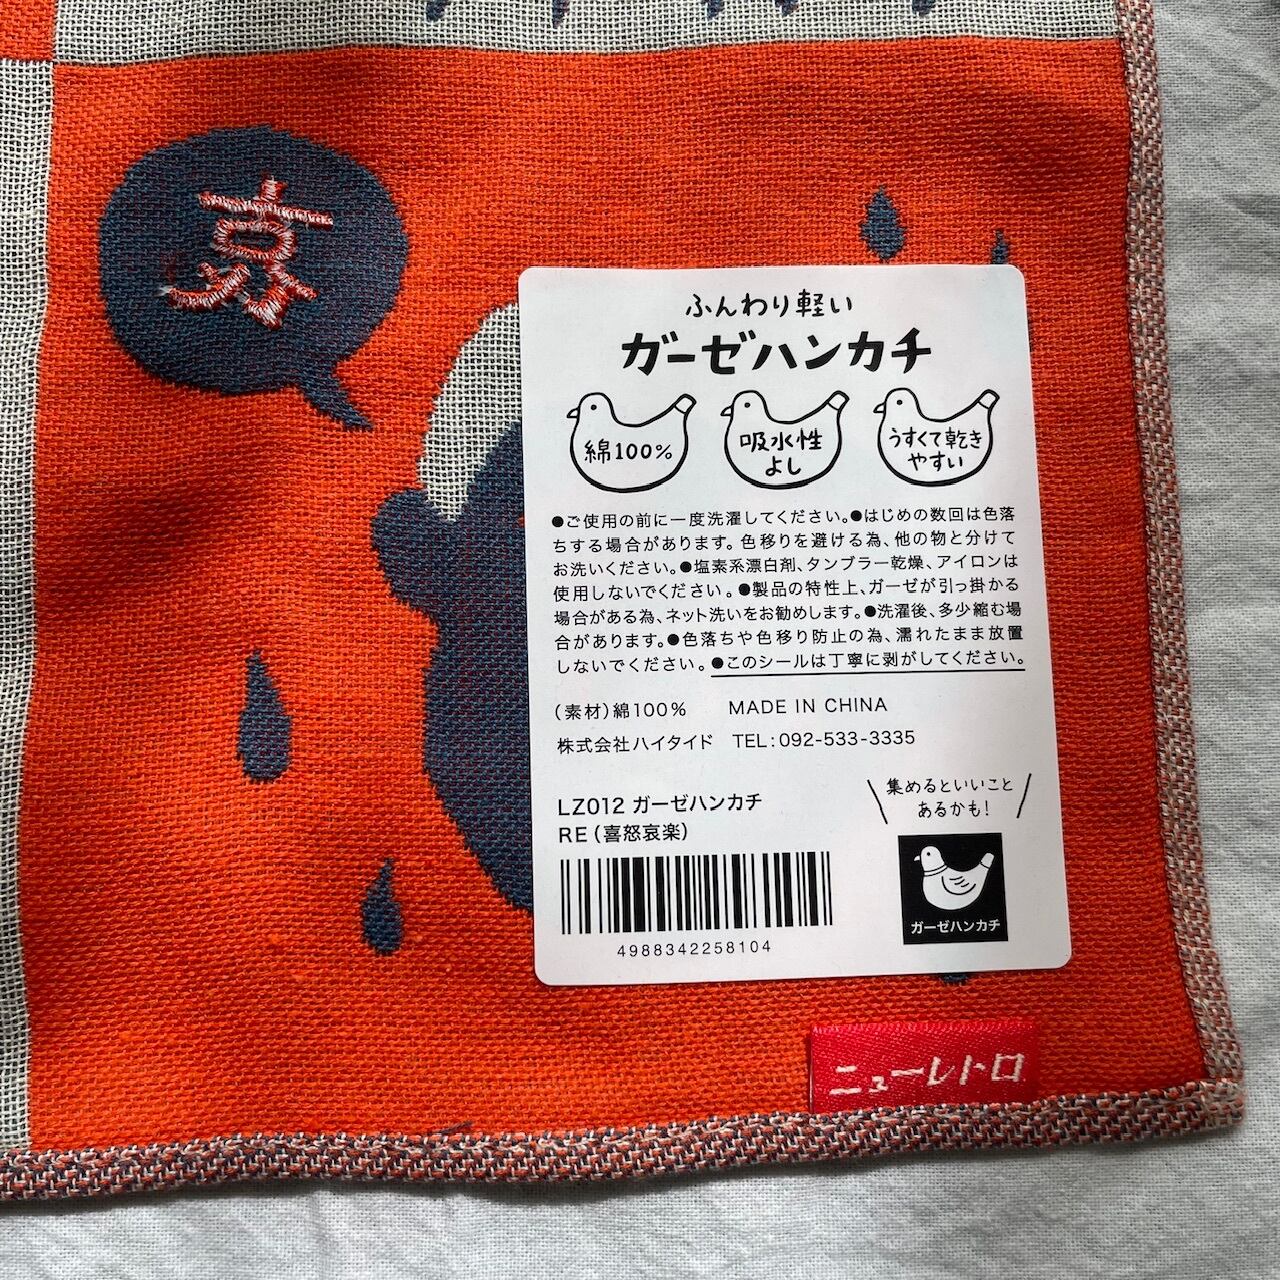 哀
ふんわり軽い
ガーゼハンカチ
綿100%
吸水性
よし
うすくて乾き
やすい
●ご使用の前に一度洗濯してください。●はじめの数回は色落
ちする場合があります。色移りを避ける為、他の物と分けて
お洗いください。●塩素系漂白剤、タンブラー乾燥、アイロンは
使用しないでください。●製品の特性上、ガーゼが引っ掛かる
場合がある為、ネット洗いをお勧めします。●洗濯後、多少縮む場
合があります。●色落ちや色移り防止の為、濡れたまま放置
しないでください。●このシールは丁寧に剥がしてください。
(素材)綿100% MADE IN CHINA
株式会社ハイタイド TEL:092-533-3335
集めるといいこと
あるかも!
LZ012 ガーゼハンカチ
RE(喜怒哀楽)
4988342258104
ガーゼハンカチ
ニューレトロ